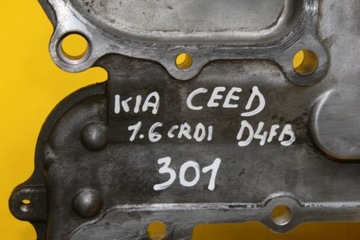 KIA CEED
1.6 CRDI D4FB
301